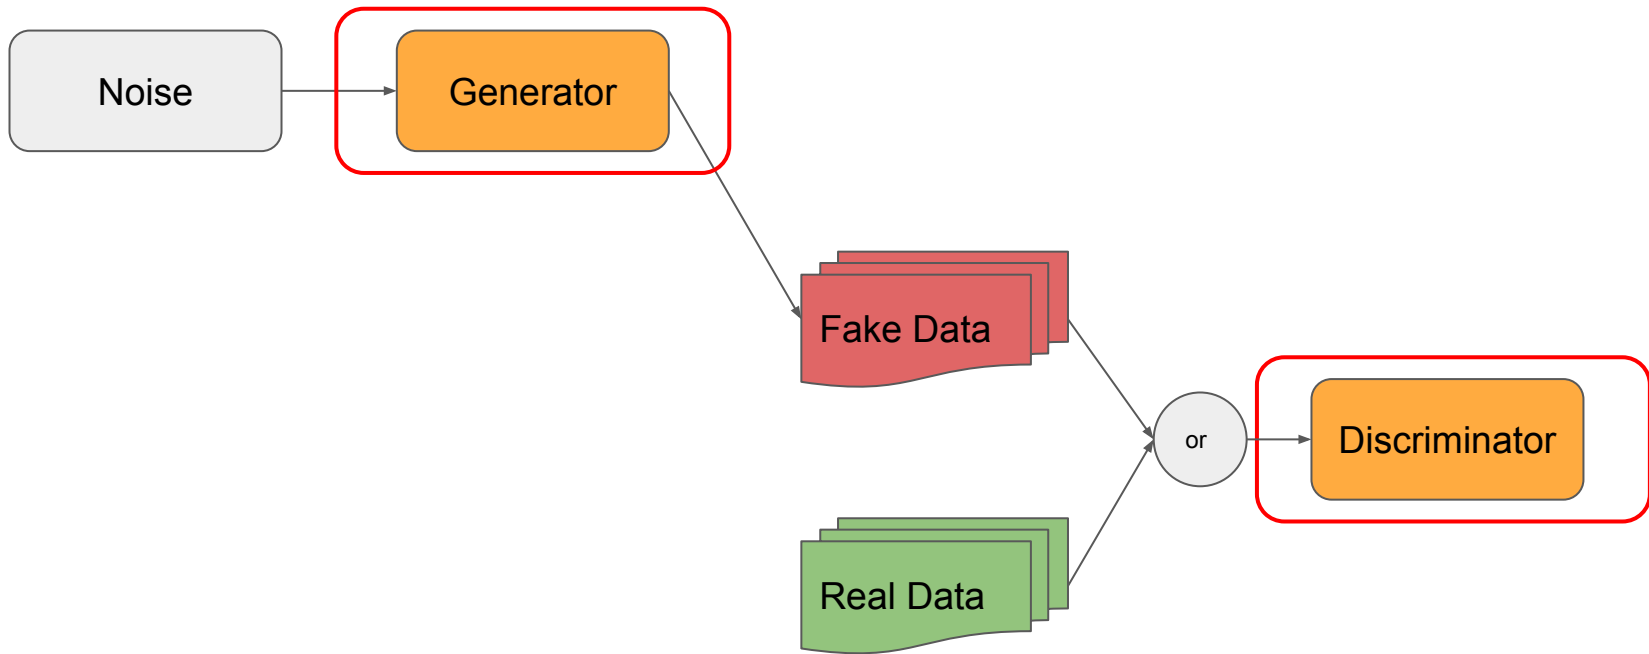 Noise
Generator
Fake Data
or
Discriminator
Real Data